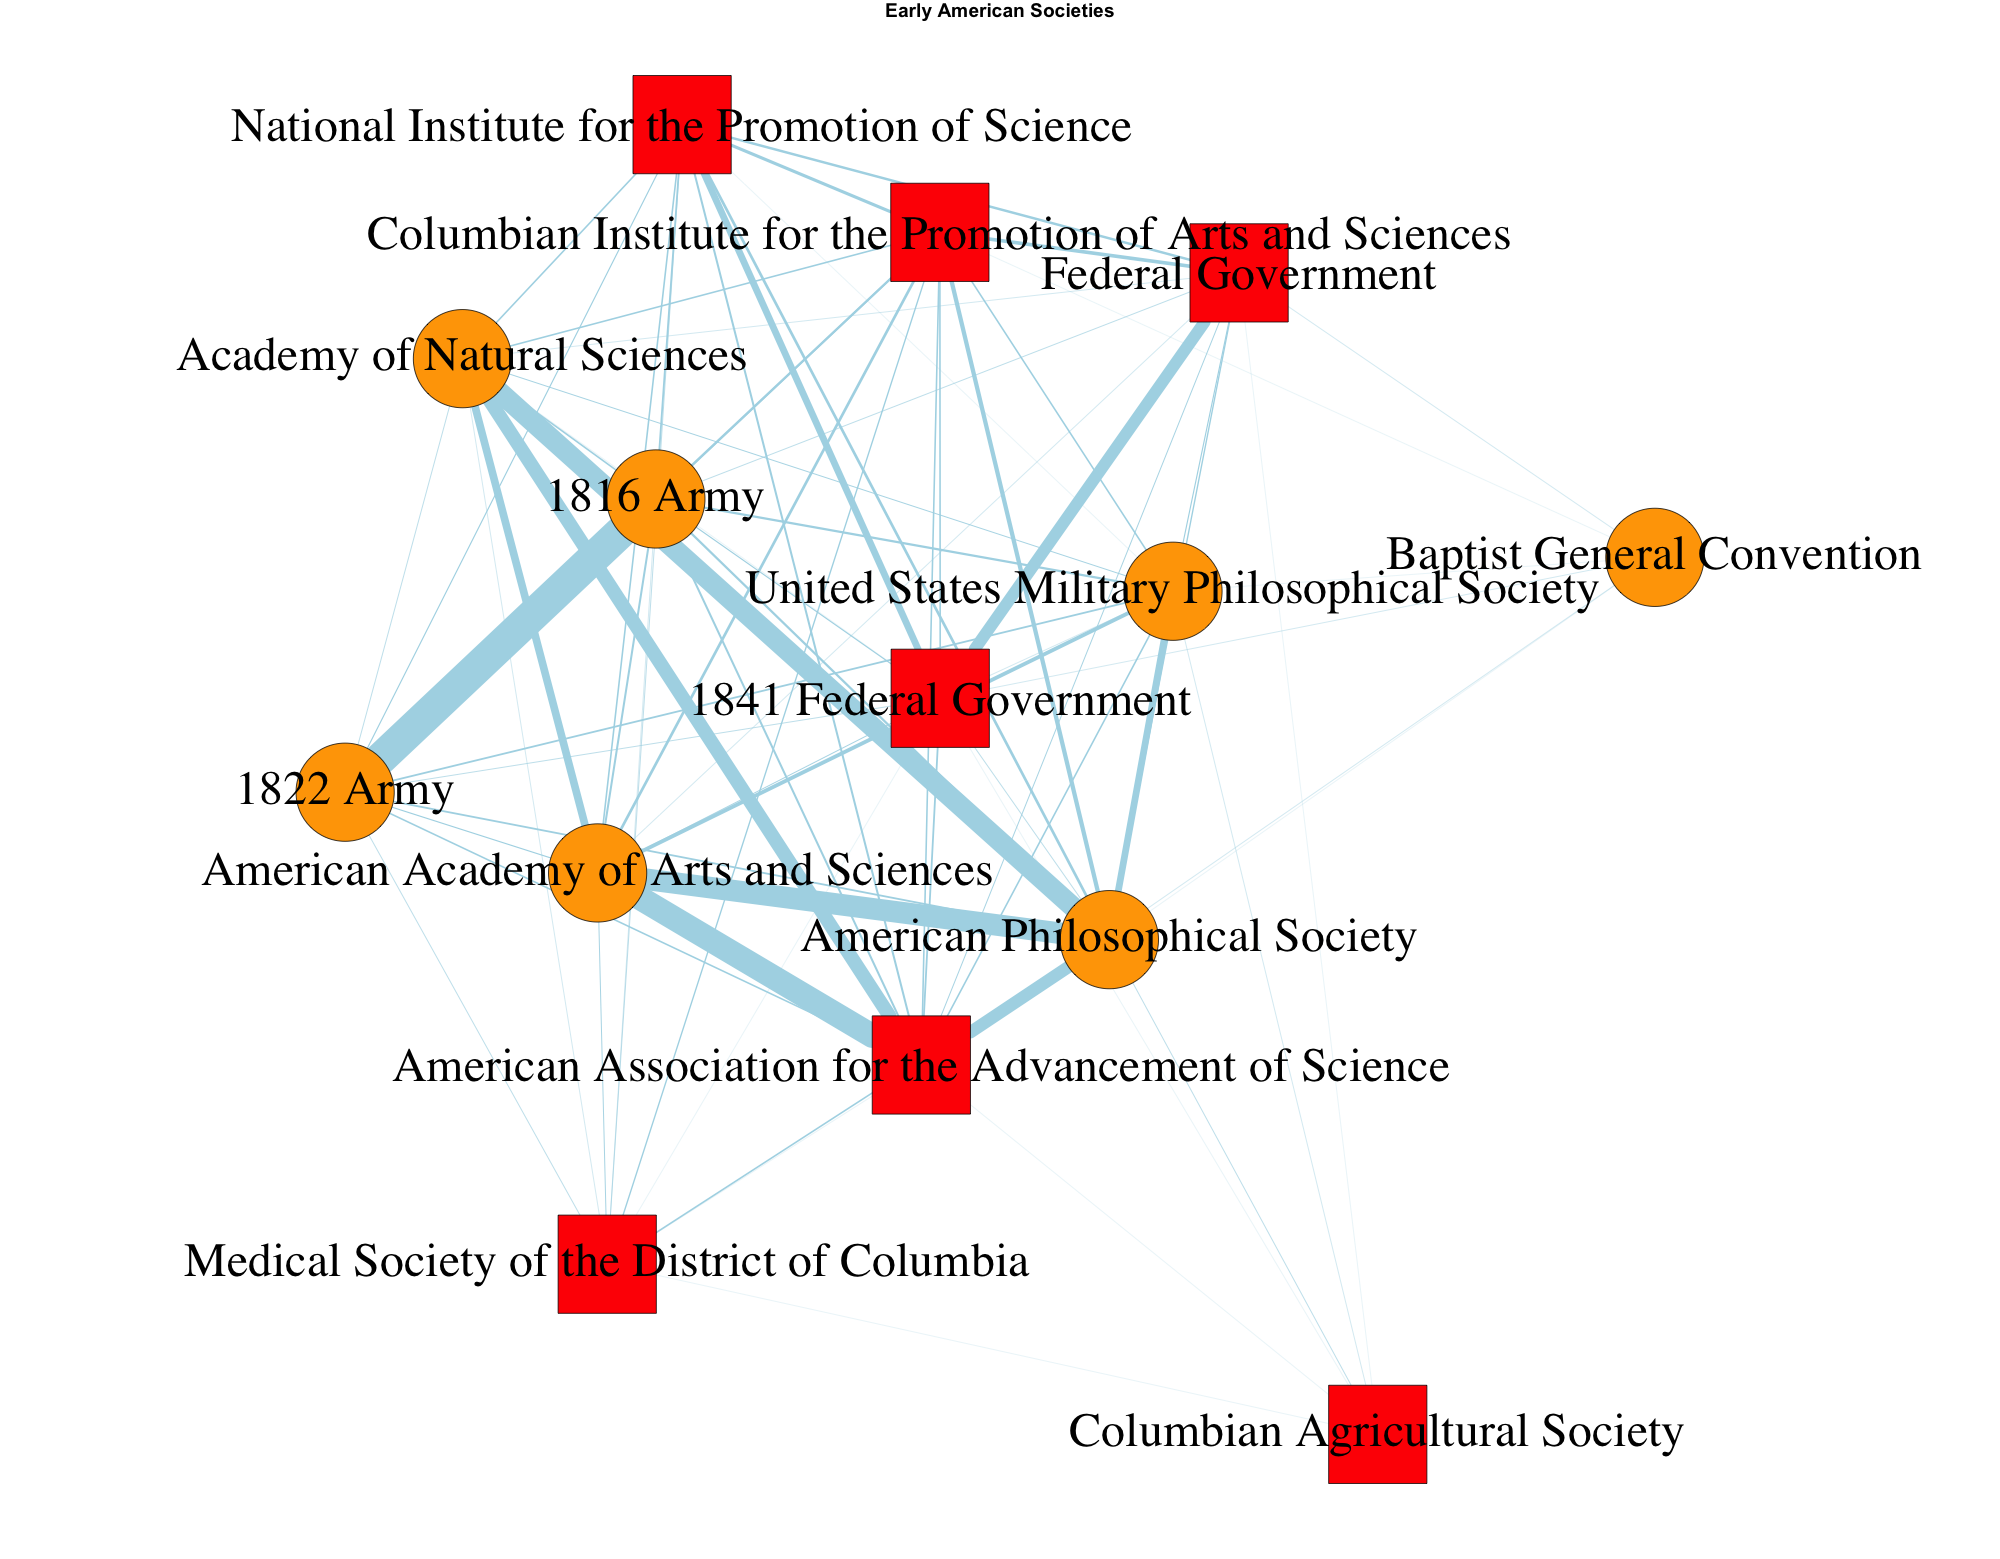 Early American Societies
National Institute for the Promotion of Science
Columbian Institute for the Promotion of Arts and Sciences
Federal Government
Academy of Natural Sciences
1816 Army
Baptist General Convention
United States Military Philosophical Society
1841 Federal Government
1822 Army
American Academy of Arts and Sciences
American Philosophical Society
American Association for the Advancement of Science
Medical Society of the District of Columbia
Columbian Agricultural Society